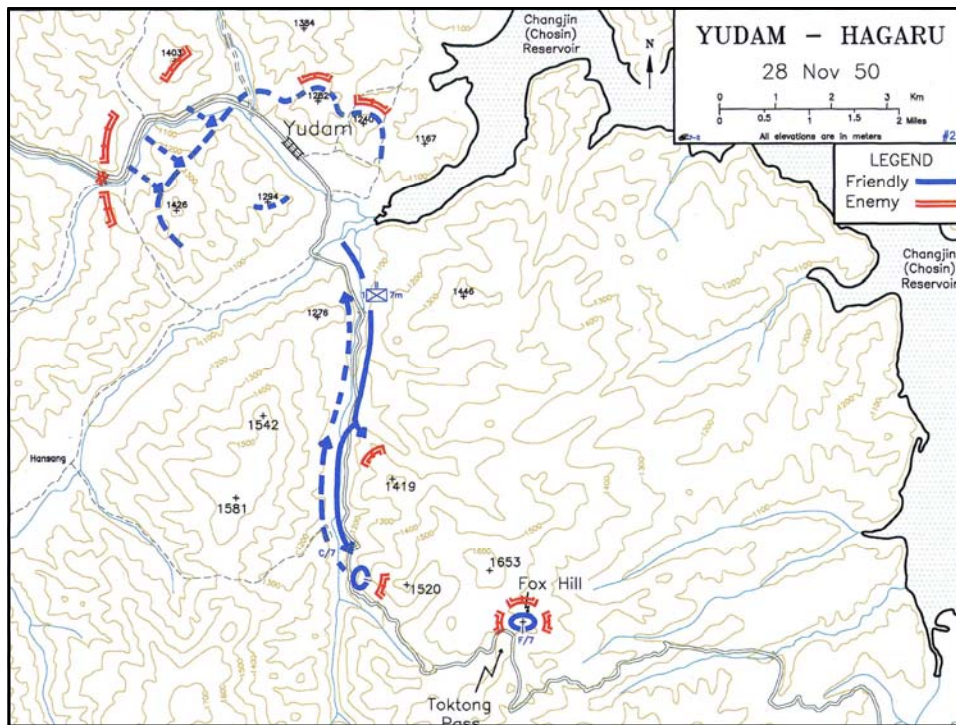 YUDAM – HAGARU
28 Nov 50
0 1 2 3 Km
0 0.5 1 1.5 2 Miles
All elevations are in meters
#2
LEGEND
Friendly
Enemy
N
Changjin
(Chosin)
Reservoir
Changjin
(Chosin)
Reservoir
1384
1403
1282
1240
Yudam
1167
1294
1426
1446
7m
1276
1542
Hansang
1419
1581
C/7
1653
1520
Fox Hill
F/7
Toktong
Pass